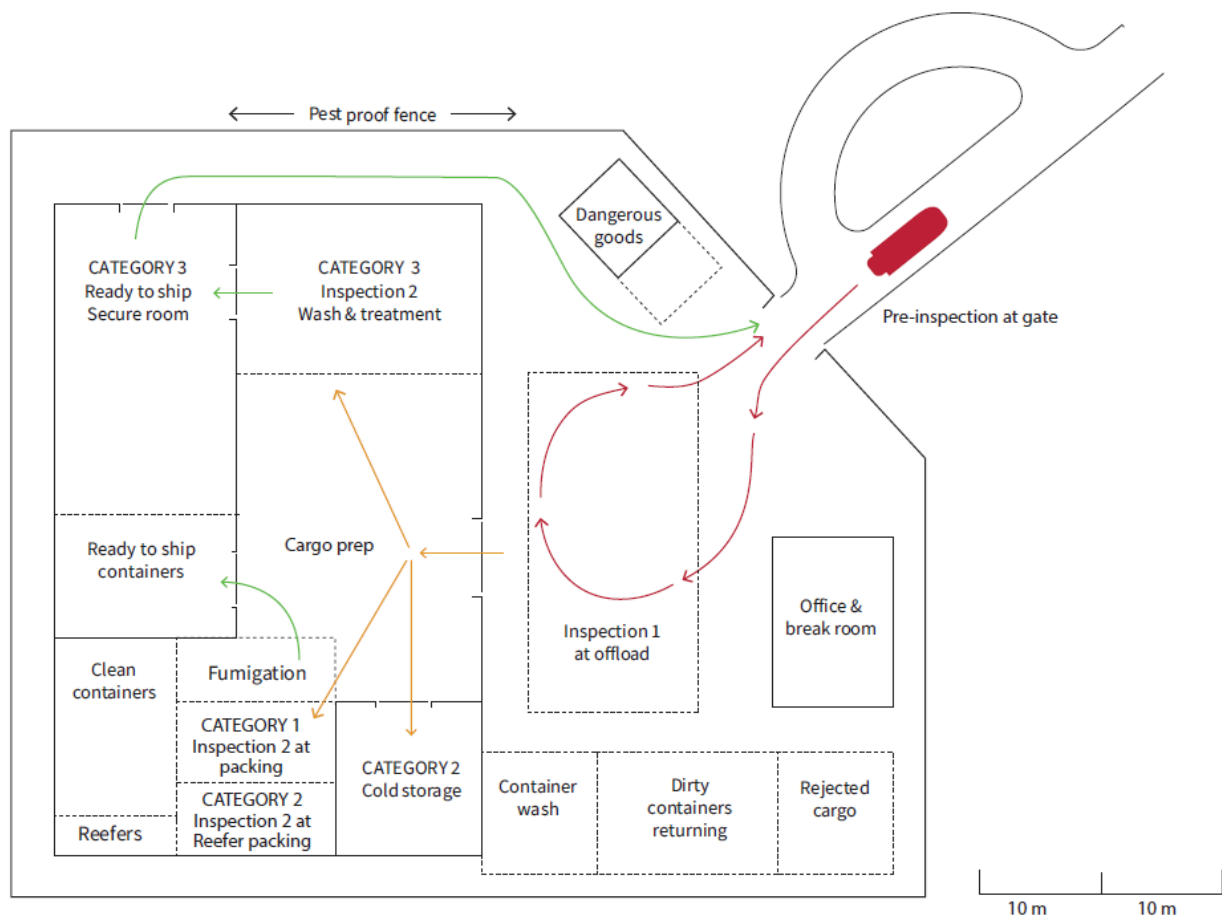 Pest proof fence
Dangerous
goods
CATEGORY 3
Ready to ship
Secure room
CATEGORY 3
Inspection 2
Wash & treatment
Pre-inspection at gate
Ready to ship
containers
Cargo prep
Inspection 1
at offload
Office &
break room
Clean
containers
Fumigation
CATEGORY 1
Inspection 2 at
packing
CATEGORY 2
Cold storage
CATEGORY 2
Inspection 2 at
Reefer packing
Reefers
Container
wash
Dirty
containers
returning
Rejected
cargo
10 m
10 m